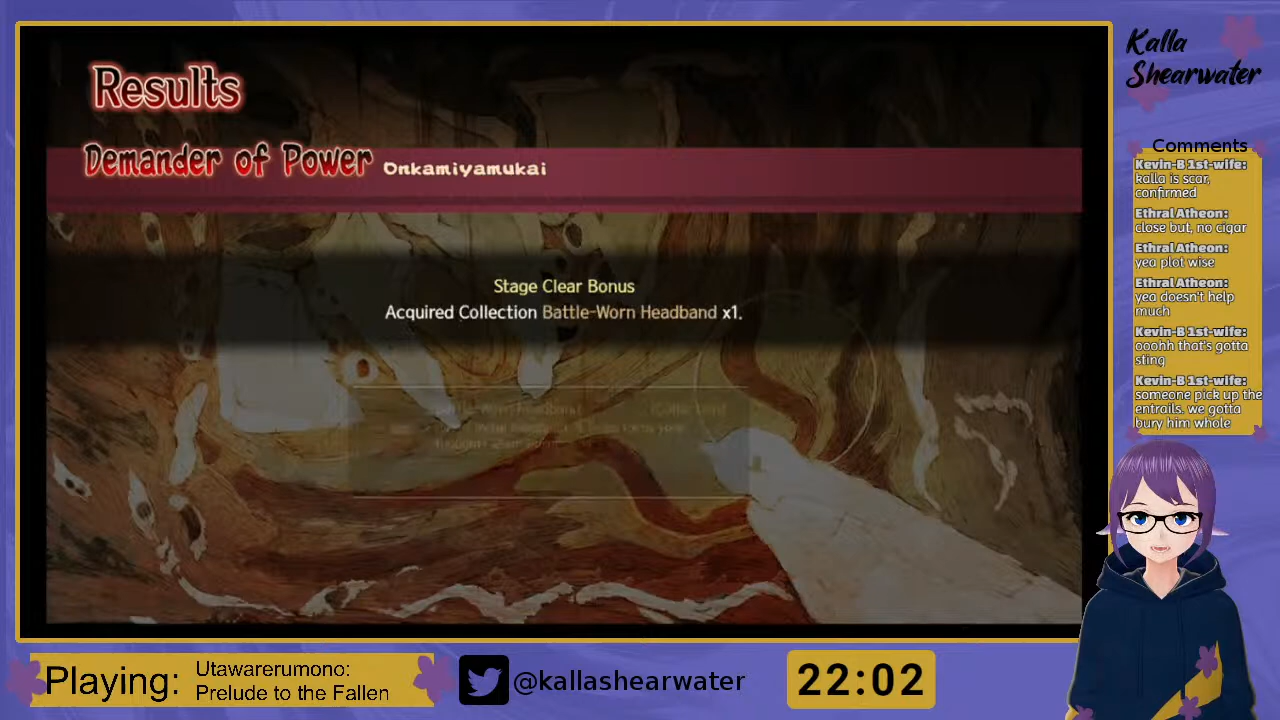 Results
Demander of Power Onkamiyamukai
Stage Clear Bonus
Acquired Collection Battle-Worn Headband x1.
Kalla
Shearwater
Comments
Kevin-B 1st-wife:
kalla is scar,
confirmed
Ethral Atheon:
close but, no cigar
Ethral Atheon:
yea plot wise
Ethral Atheon:
yea doesn't help
much
Kevin-B 1st-wife:
ooohh that's gotta
sting
Kevin-B 1st-wife:
someone pick up the
entrails. we gotta
bury him whole
Playing:
Utawarerumono:
Prelude to the Fallen
@kallashearwater
22:02